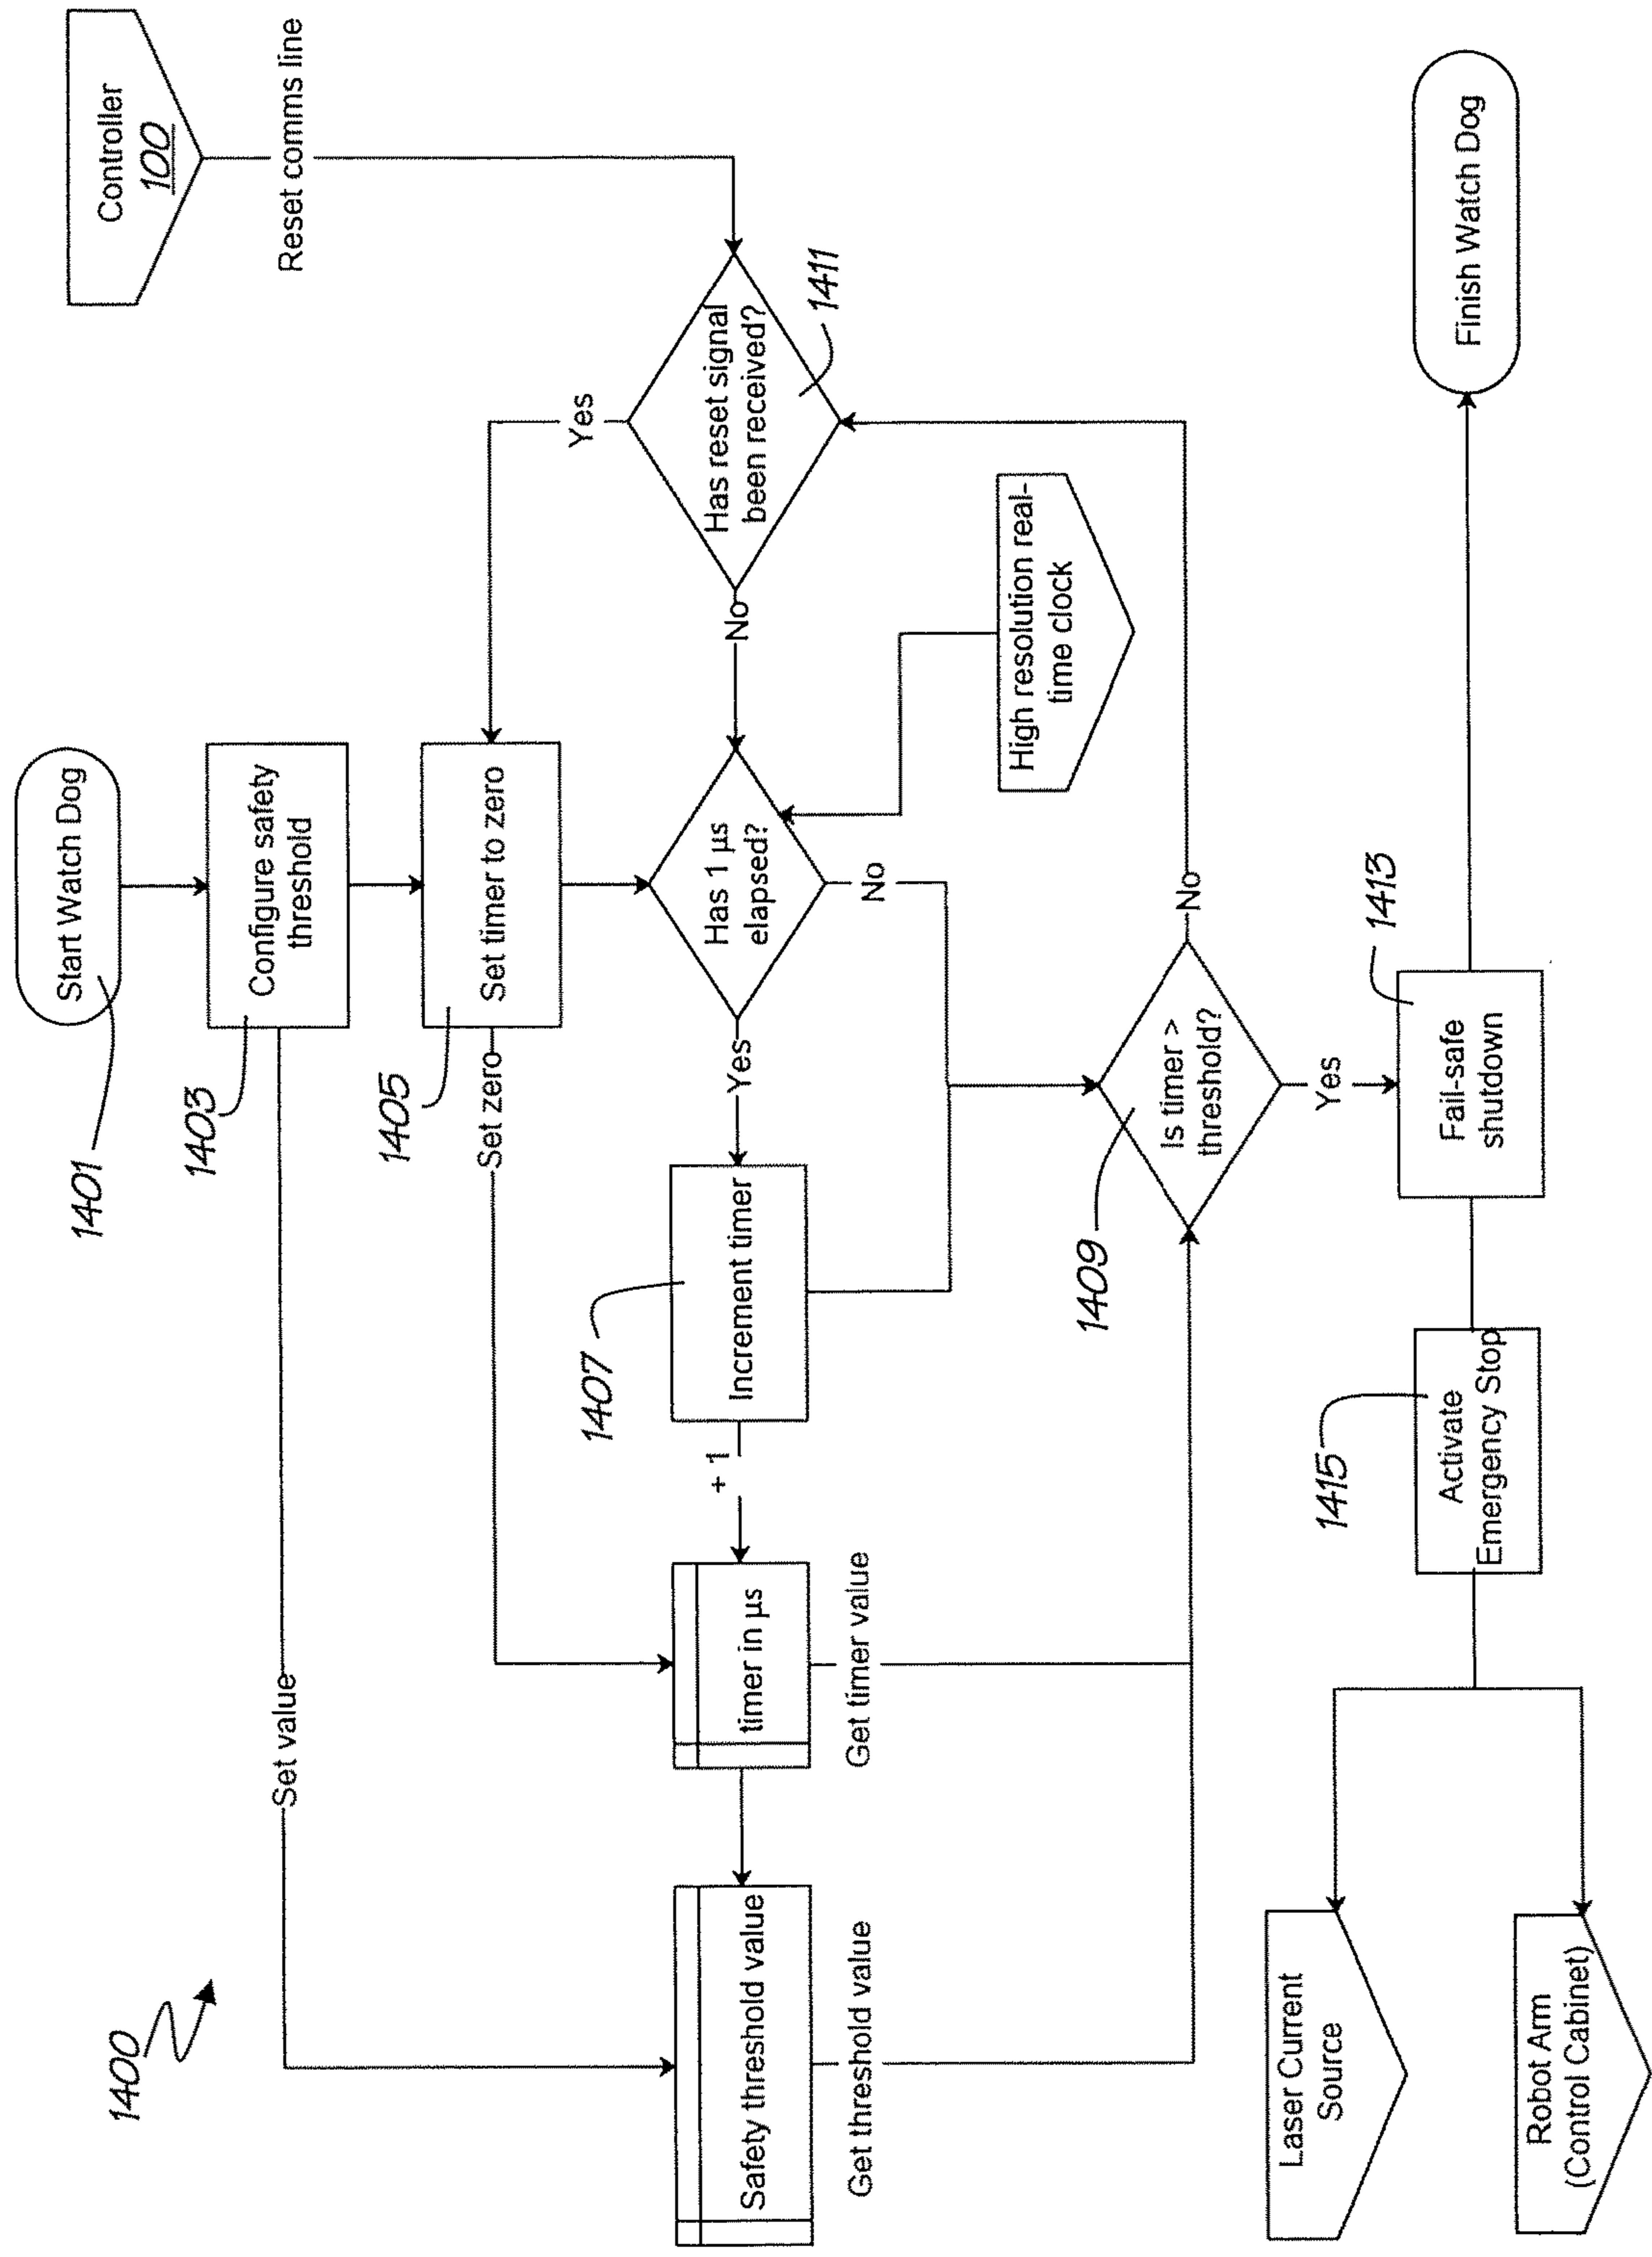 1400
Start Watch Dog
1401
Controller
100
Reset comms line
Configure safety
threshold
1403
Set value
Set timer to zero
1405
Set zero
Yes
Has reset signal
been received?
1411
No
Has 1 µs
elapsed?
Yes
No
Increment timer
1407
+ 1
timer in µs
Safety threshold value
Get timer value
Get threshold value
High resolution real-
time clock
Is timer >
threshold?
1409
No
Yes
Fail-safe
shutdown
1413
Finish Watch Dog
Activate
Emergency Stop
1415
Laser Current
Source
Robot Arm
(Control Cabinet)